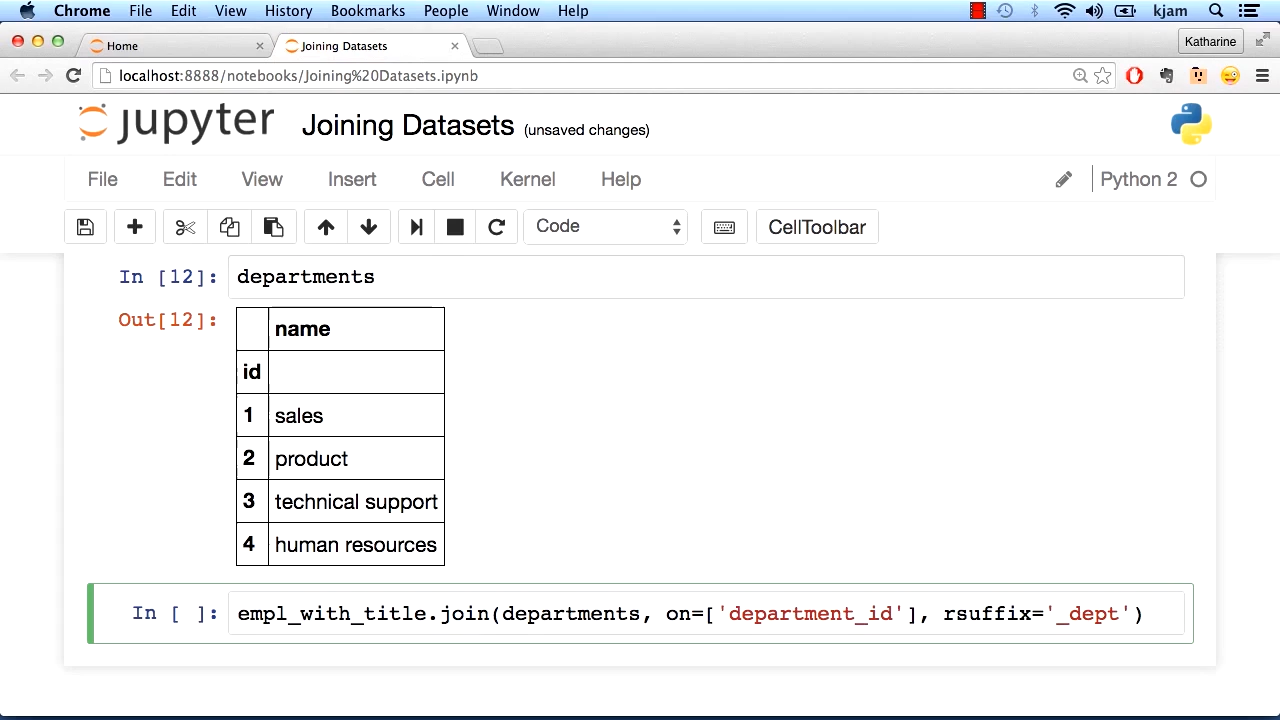 Chrome File Edit View History Bookmarks People Window Help kjam
Home × Joining Datasets × Katharine
localhost:8888/notebooks/Joining%20Datasets.ipynb
jupyter Joining Datasets (unsaved changes)
File Edit View Insert Cell Kernel Help Python 2
Code CellToolbar
In [12]: departments
Out[12]: name
id
1 sales
2 product
3 technical support
4 human resources
In [ ]: empl_with_title.join(departments, on=['department_id'], rsuffix='_dept')